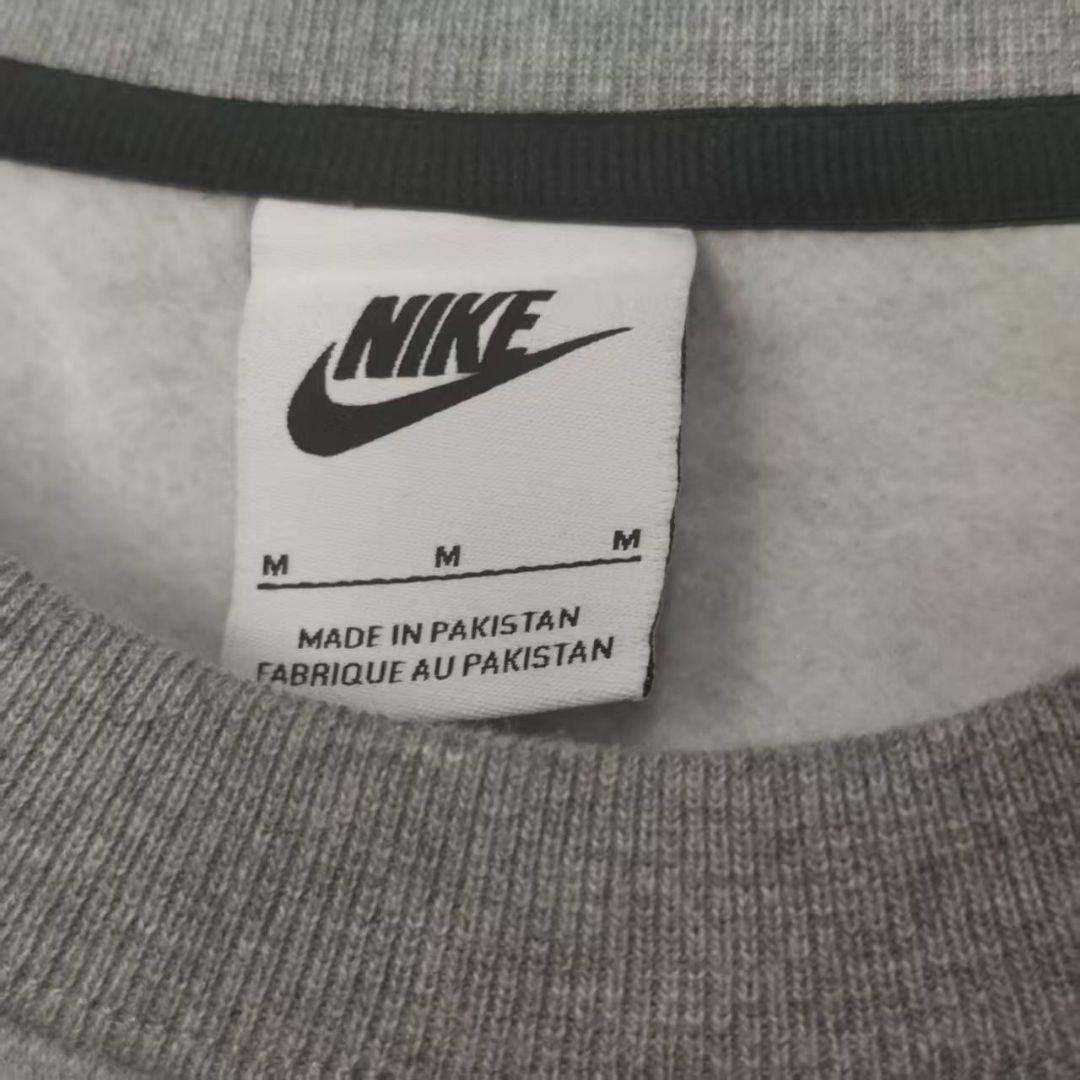 NIKE
M M M
MADE IN PAKISTAN
FABRIQUE AU PAKISTAN